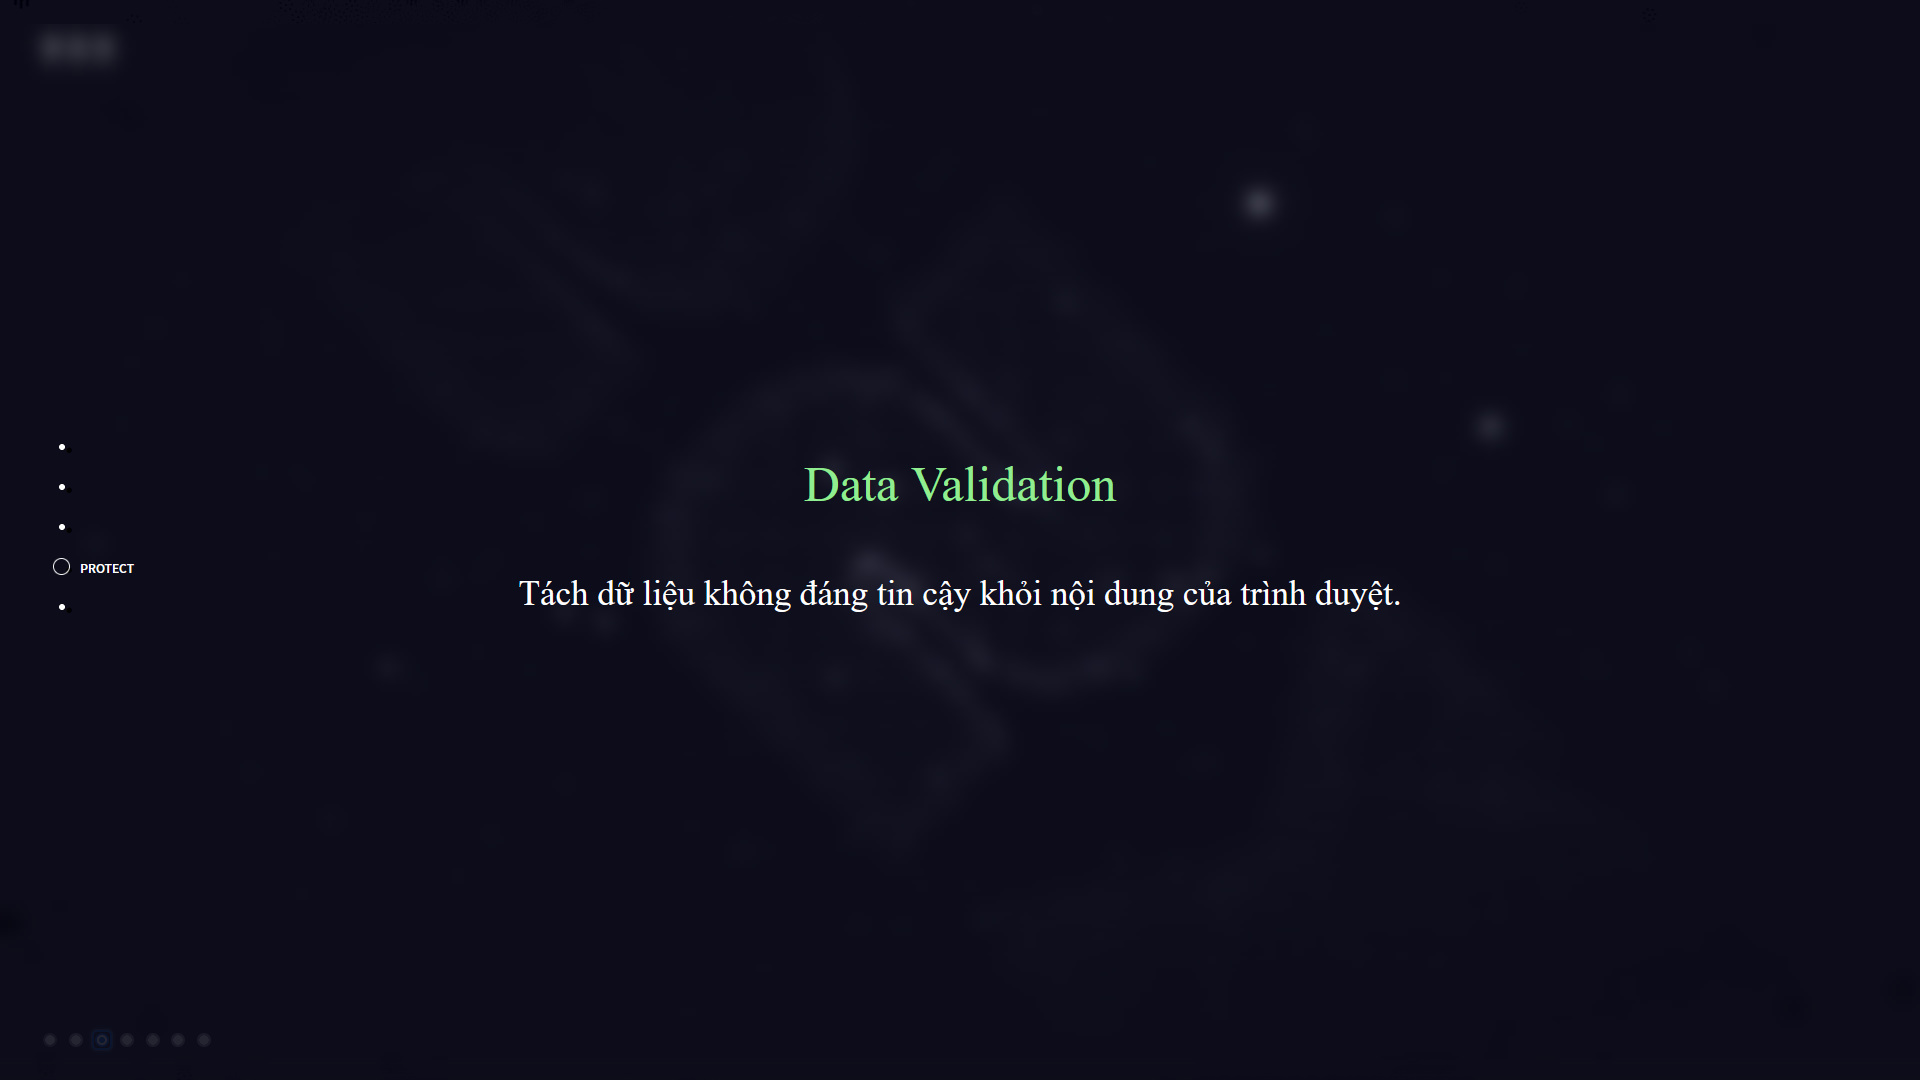 Data Validation
PROTECT
Tách dữ liệu không đáng tin cậy khỏi nội dung của trình duyệt.